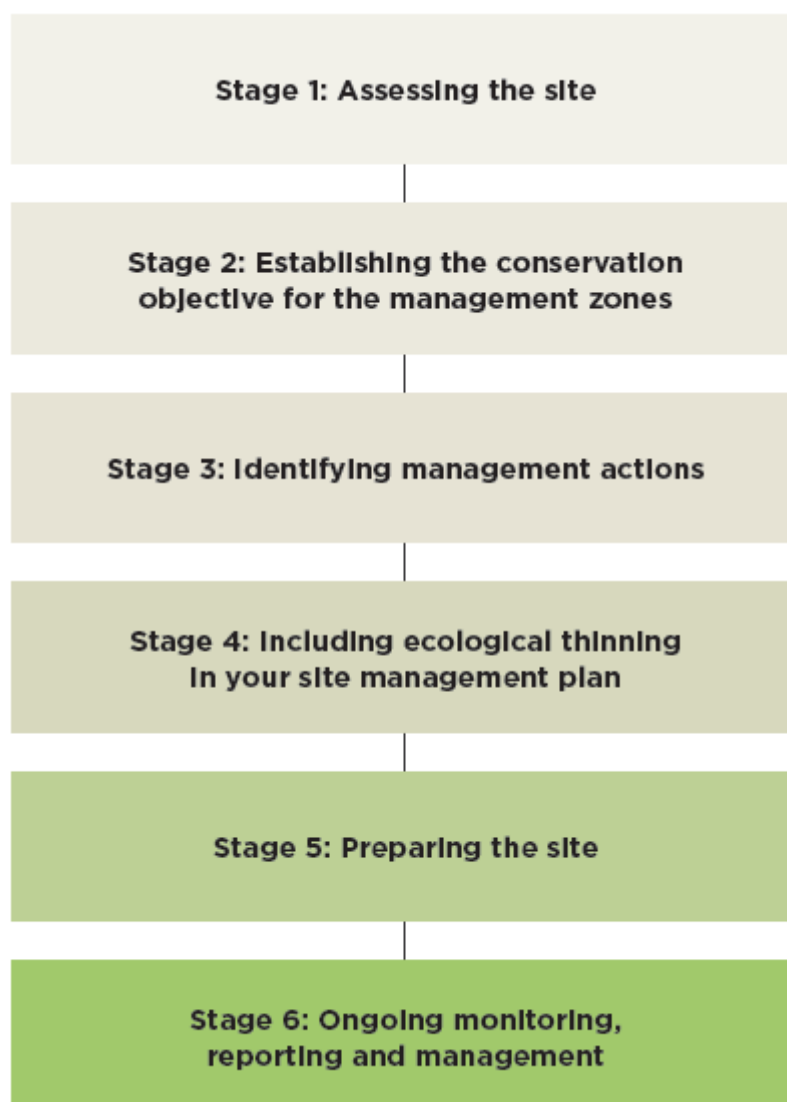 Stage 1: Assessing the site
Stage 2: Establishing the conservation
objective for the management zones
Stage 3: Identifying management actions
Stage 4: Including ecological thinning
in your site management plan
Stage 5: Preparing the site
Stage 6: Ongoing monitoring,
reporting and management